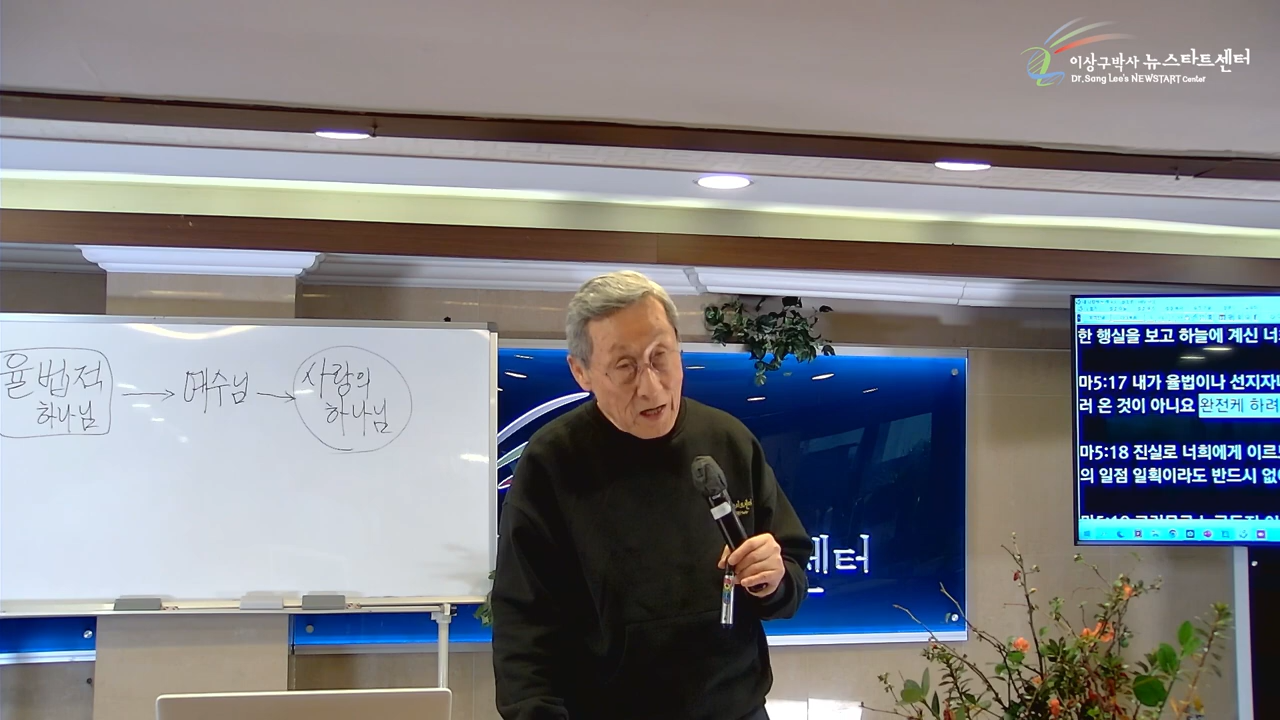 이상구박사 뉴스타트센터
Dr. Sang Lee's NEWSTART Center
율법적
하나님
예수님
사랑의
하나님
센터
한 행실을 보고 하늘에 계신 너
마5:17 내가 율법이나 선지자
러 온 것이 아니요 완전케 하려
마5:18 진실로 너희에게 이르
의 일점 일획이라도 반드시 없